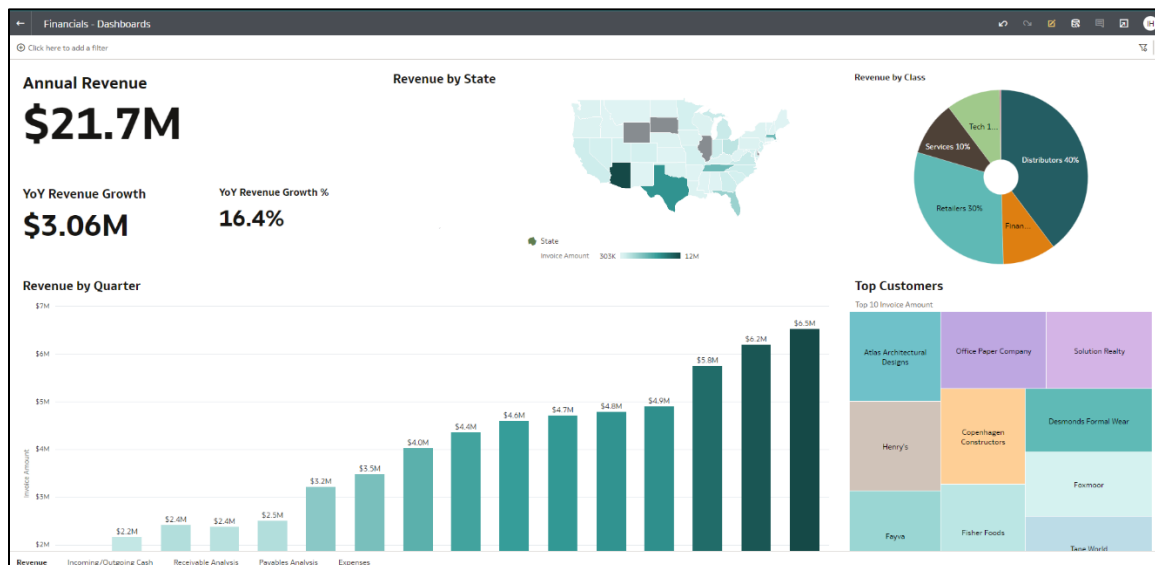 Financials - Dashboards
Click here to add a filter
Annual Revenue
$21.7M
YoY Revenue Growth
$3.06M
YoY Revenue Growth %
16.4%
Revenue by State
State
Invoice Amount 303K 12M
Revenue by Class
Tech 1...
Services 10%
Distributors 40%
Retailers 30%
Finan...
Revenue by Quarter
$7M
$6M
$5M
$4M
$3M
$2M
Invoice Amount
$2.2M
$2.4M
$2.4M
$2.5M
$3.2M
$3.5M
$4.0M
$4.4M
$4.6M
$4.7M
$4.8M
$4.9M
$5.8M
$6.2M
$6.5M
Top Customers
Top 10 Invoice Amount
Atlas Architectural
Designs
Office Paper Company
Solution Realty
Henry's
Copenhagen
Constructors
Desmonds Formal Wear
Foxmoor
Fayva
Fisher Foods
Tape World
Revenue Incoming/Outgoing Cash Receivable Analysis Payables Analysis Expenses